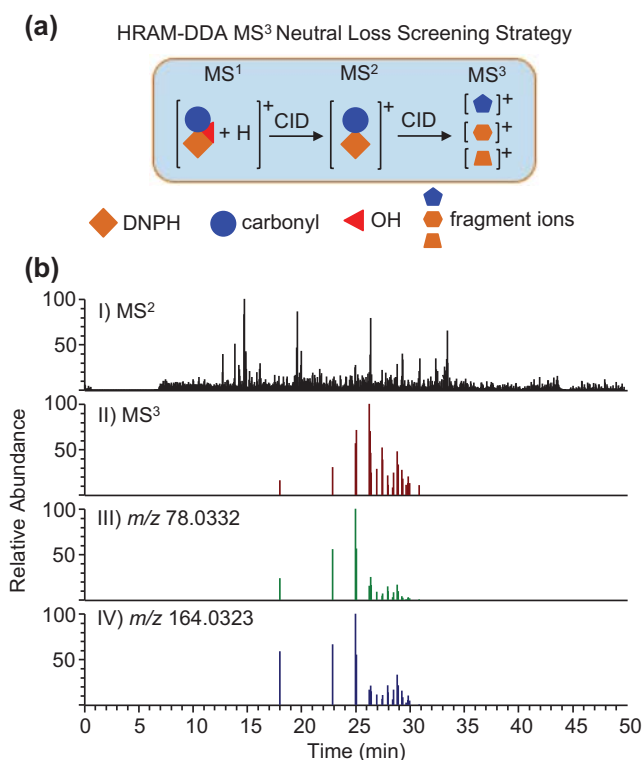 (a)
HRAM-DDA MS³ Neutral Loss Screening Strategy
MS¹ MS² MS³
[ + H ]⁺ CID [ ]⁺ CID [ ]⁺
[ ]⁺
[ ]⁺
DNPH carbonyl OH fragment ions
(b)
Relative Abundance
100
50
I) MS²
100
50
II) MS³
100
50
III) m/z 78.0332
100
50
IV) m/z 164.0323
0 5 10 15 20 25 30 35 40 45 50
Time (min)